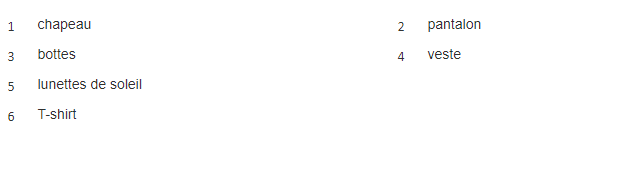 1 chapeau 2 pantalon
3 bottes 4 veste
5 lunettes de soleil
6 T-shirt